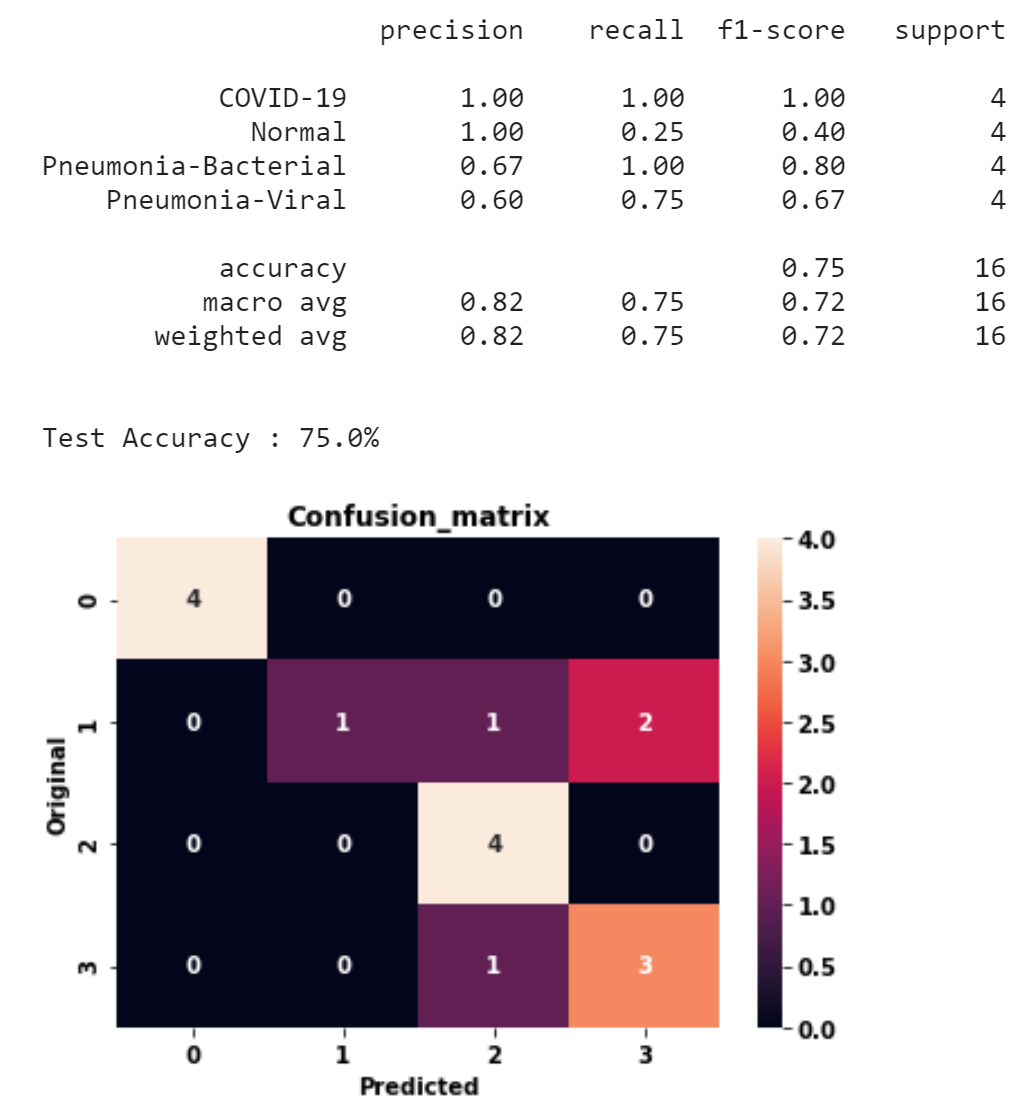 precision recall f1-score support
COVID-19 1.00 1.00 1.00 4
Normal 1.00 0.25 0.40 4
Pneumonia-Bacterial 0.67 1.00 0.80 4
Pneumonia-Viral 0.60 0.75 0.67 4
accuracy 0.75 16
macro avg 0.82 0.75 0.72 16
weighted avg 0.82 0.75 0.72 16
Test Accuracy : 75.0%
Confusion_matrix
Original
0 4 0 0 0
1 0 1 1 2
2 0 0 4 0
3 0 0 1 3
0 1 2 3
Predicted
4.0
3.5
3.0
2.5
2.0
1.5
1.0
0.5
0.0